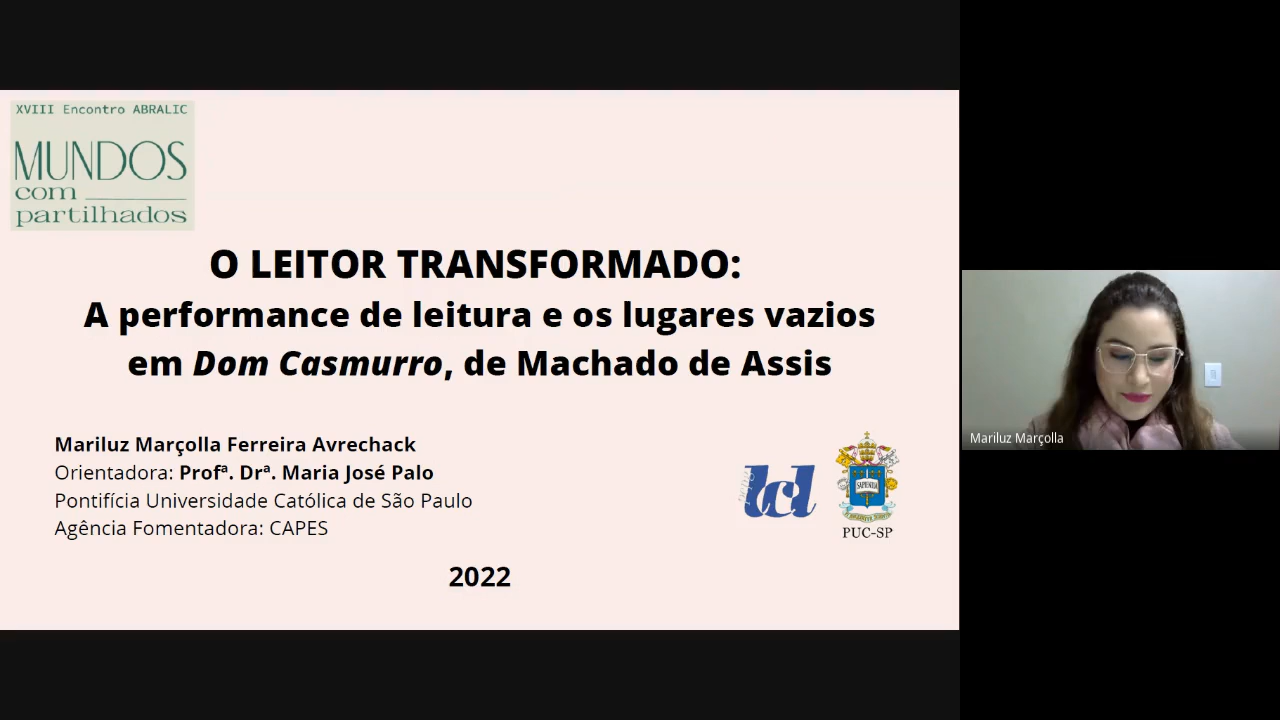 XVIII Encontro ABRALIC
MUNDOS
com
partilhados
O LEITOR TRANSFORMADO:
A performance de leitura e os lugares vazios
em Dom Casmurro, de Machado de Assis
Mariluz Marçolla Ferreira Avrechack
Orientadora: Profª. Drª. Maria José Palo
Pontifícia Universidade Católica de São Paulo
Agência Fomentadora: CAPES
lcl
SAPIENTIA
PUC-SP
2022
Mariluz Marçolla